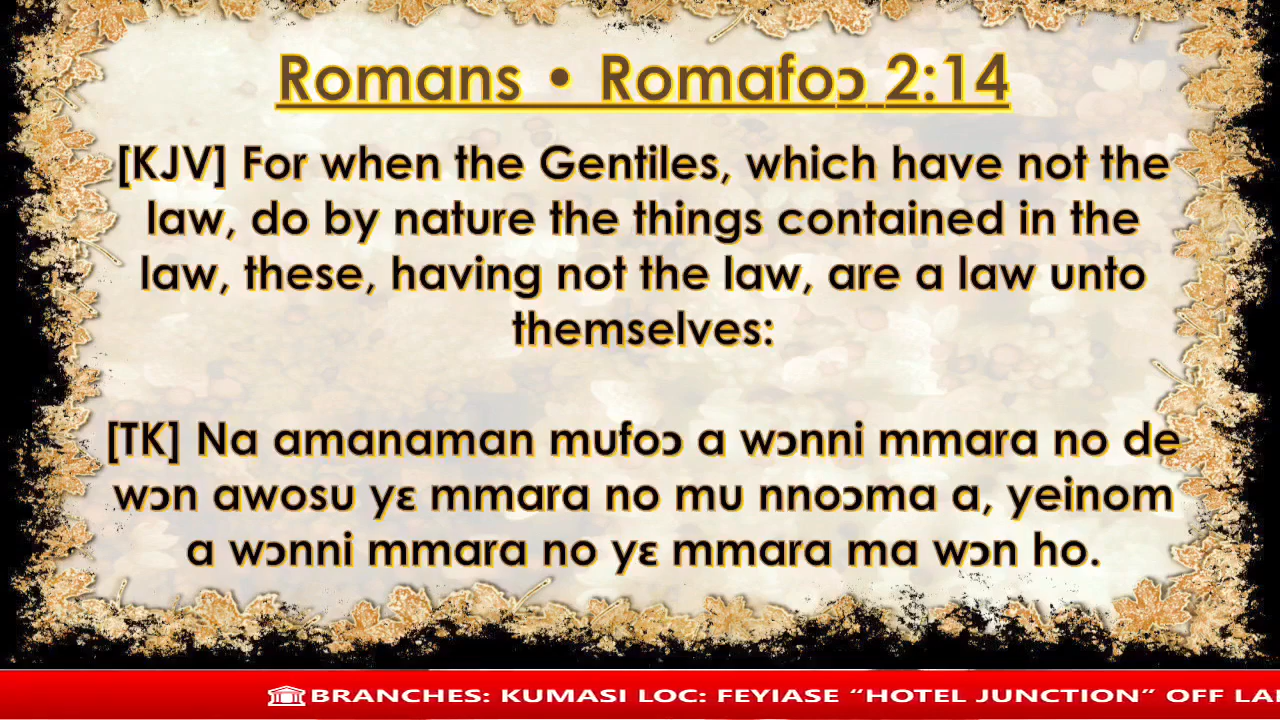 Romans • Romafoɔ 2:14
[KJV] For when the Gentiles, which have not the
law, do by nature the things contained in the
law, these, having not the law, are a law unto
themselves:
[TK] Na amanaman mufoɔ a wɔnni mmara no de
wɔn awosu yɛ mmara no mu nnoɔma a, yeinom
a wɔnni mmara no yɛ mmara ma wɔn ho.
BRANCHES: KUMASI LOC: FEYIASE “HOTEL JUNCTION” OFF